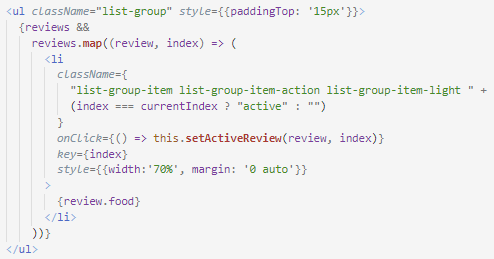 <ul className="list-group" style={{paddingTop: '15px'}}>
  {reviews &&
    reviews.map((review, index) => (
      <li
        className={
          "list-group-item list-group-item-action list-group-item-light " +
          (index === currentIndex ? "active" : "")
        }
        onClick={() => this.setActiveReview(review, index)}
        key={index}
        style={{width:'70%', margin: '0 auto'}}
      >
        {review.food}
      </li>
    ))}
</ul>